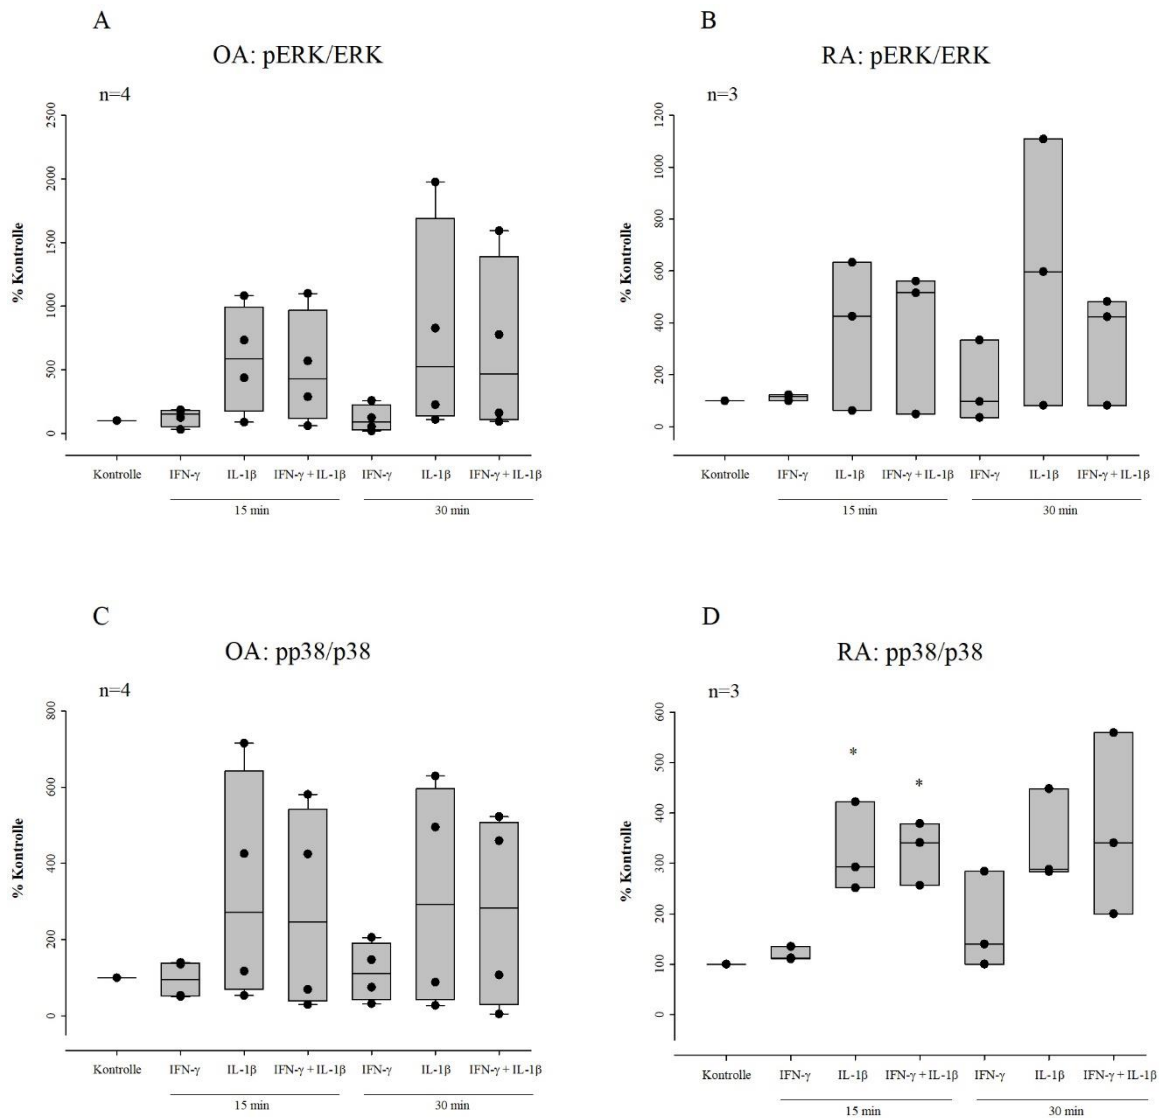 A
OA: pERK/ERK
n=4
% Kontrolle
2500
2000
1500
1000
500
0
Kontrolle IFN-γ IL-1β IFN-γ + IL-1β IFN-γ IL-1β IFN-γ + IL-1β
15 min 30 min
B
RA: pERK/ERK
n=3
% Kontrolle
1200
1000
800
600
400
200
0
Kontrolle IFN-γ IL-1β IFN-γ + IL-1β IFN-γ IL-1β IFN-γ + IL-1β
15 min 30 min
C
OA: pp38/p38
n=4
% Kontrolle
800
600
400
200
0
Kontrolle IFN-γ IL-1β IFN-γ + IL-1β IFN-γ IL-1β IFN-γ + IL-1β
15 min 30 min
D
RA: pp38/p38
n=3
% Kontrolle
600
500
400
300
200
100
0
* *
Kontrolle IFN-γ IL-1β IFN-γ + IL-1β IFN-γ IL-1β IFN-γ + IL-1β
15 min 30 min